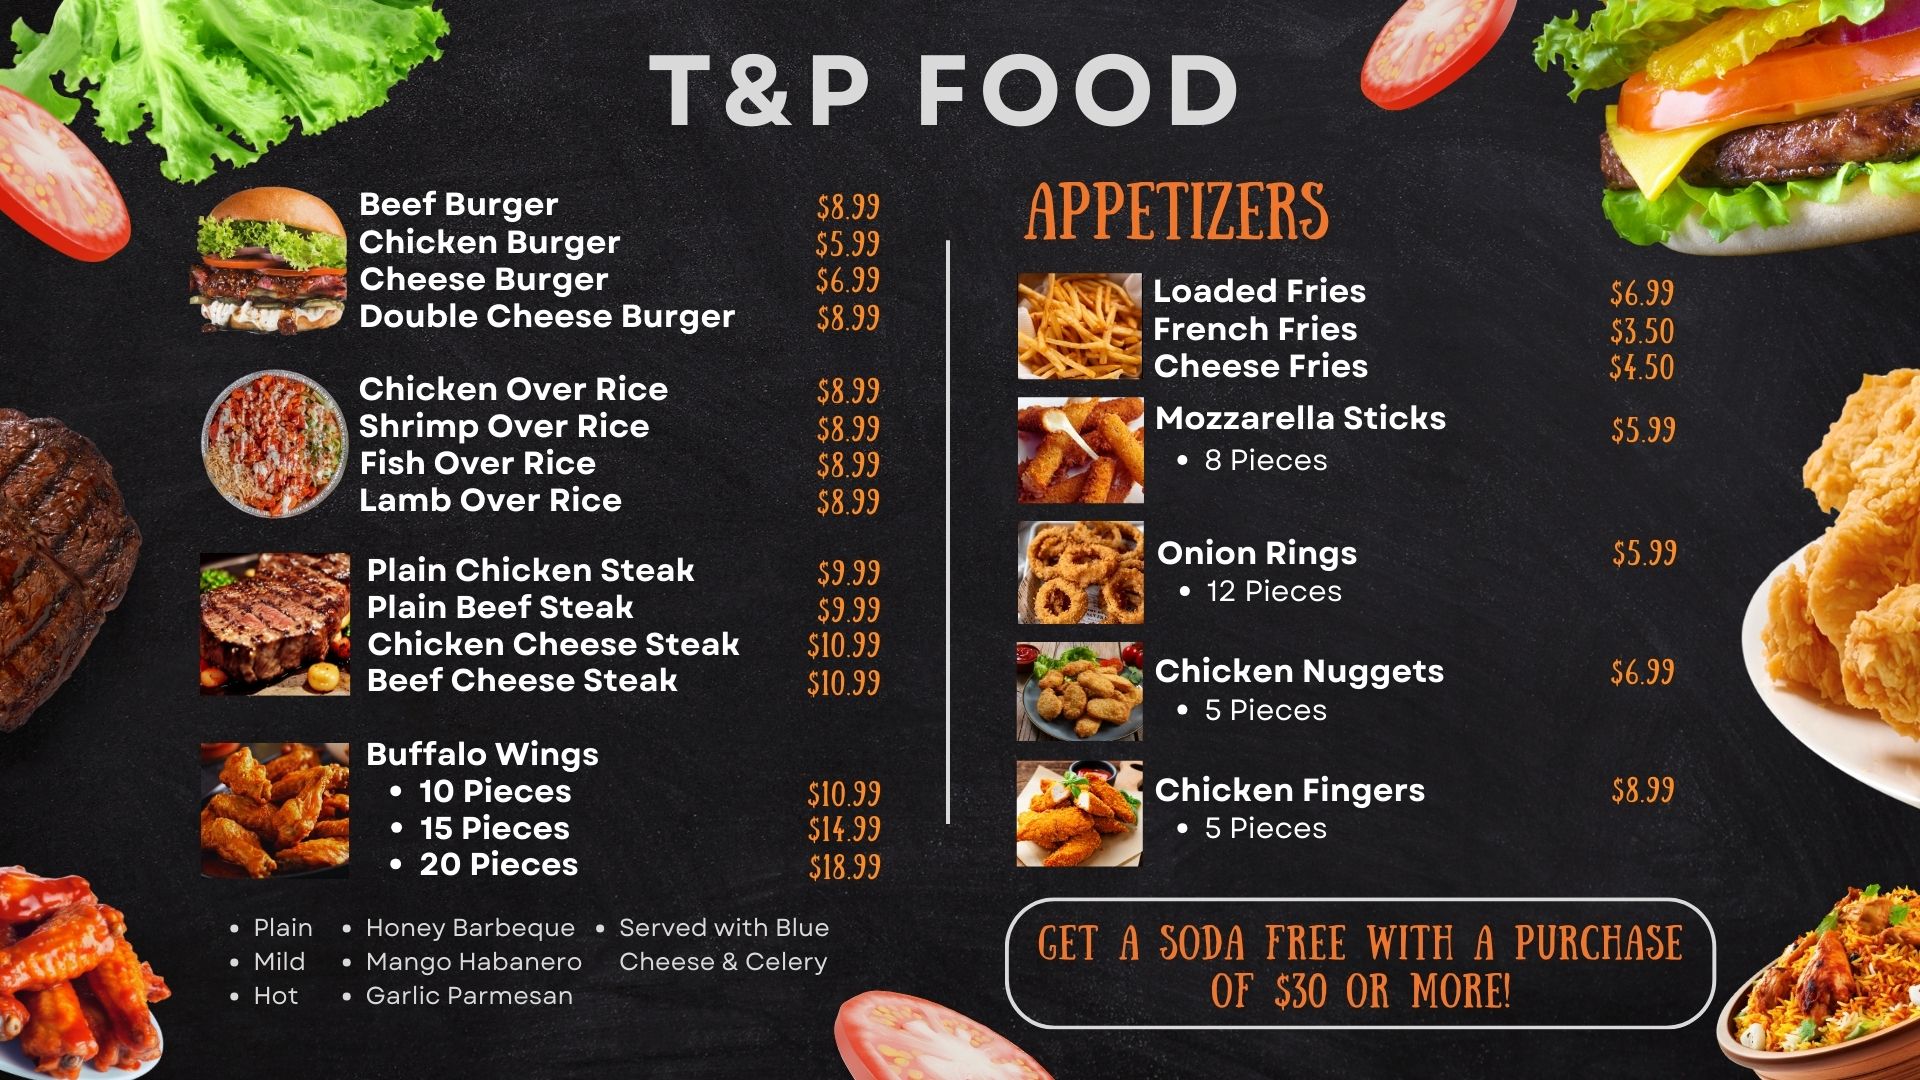 T&P FOOD
Beef Burger $8.99
Chicken Burger $5.99
Cheese Burger $6.99
Double Cheese Burger $8.99
Chicken Over Rice $8.99
Shrimp Over Rice $8.99
Fish Over Rice $8.99
Lamb Over Rice $8.99
Plain Chicken Steak $9.99
Plain Beef Steak $9.99
Chicken Cheese Steak $10.99
Beef Cheese Steak $10.99
Buffalo Wings
• 10 Pieces $10.99
• 15 Pieces $14.99
• 20 Pieces $18.99
• Plain
• Mild
• Hot
• Honey Barbeque
• Mango Habanero
• Garlic Parmesan
• Served with Blue
Cheese & Celery
APPETIZERS
Loaded Fries $6.99
French Fries $3.50
Cheese Fries $4.50
Mozzarella Sticks $5.99
• 8 Pieces
Onion Rings $5.99
• 12 Pieces
Chicken Nuggets $6.99
• 5 Pieces
Chicken Fingers $8.99
• 5 Pieces
GET A SODA FREE WITH A PURCHASE
OF $30 OR MORE!